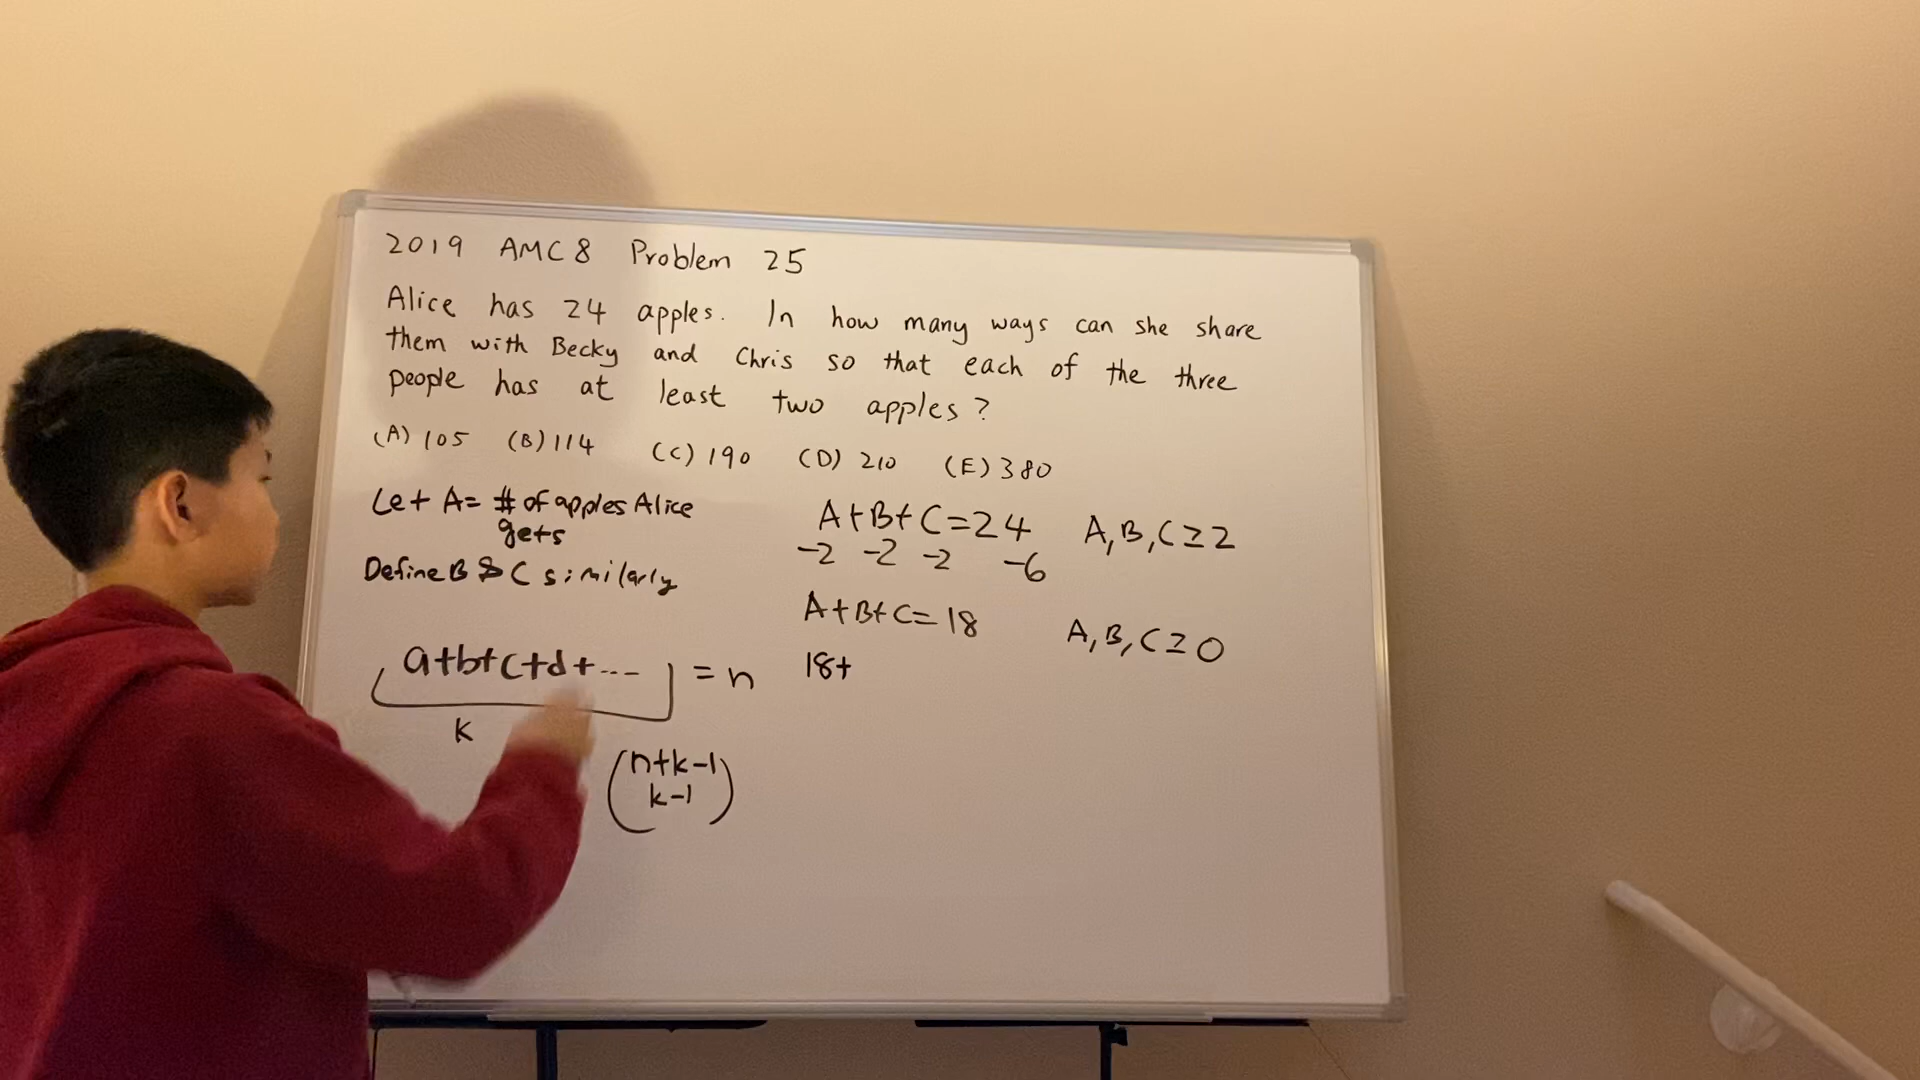 2019 AMC 8 Problem 25
Alice has 24 apples. In how many ways can she share
them with Becky and Chris so that each of the three
people has at least two apples?
(A) 105 (B) 114 (C) 190 (D) 210 (E) 380
Let A= # of apples Alice
gets
Define B & C similarly
a+b+c+d+... = n
k
(n+k-1
k-1)
A+B+C=24 A,B,C≥2
-2 -2 -2 -6
A+B+C=18 A,B,C≥0
18+